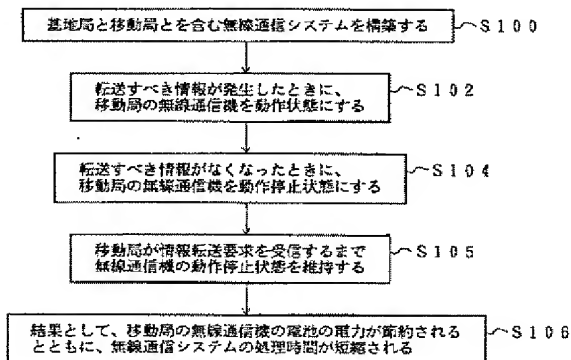 基地局と移動局とを含む無線通信システムを構築する
S100
転送すべき情報が発生したときに、
移動局の無線通信機を動作状態にする
S102
転送すべき情報がなくなったときに、
移動局の無線通信機を動作停止状態にする
S104
移動局が情報転送要求を受信するまで
無線通信機の動作停止状態を維持する
S105
結果として、移動局の無線通信機の電池の電力が節約される
とともに、無線通信システムの処理時間が短縮される
S106